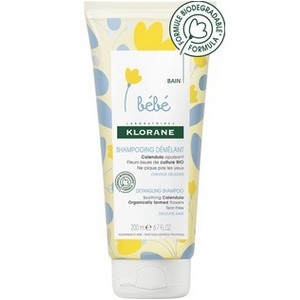 FORMULE BIODÉGRADABLE
FORMULA
BAIN
bébé
LABORATOIRES
KLORANE
SHAMPOOING DÉMÊLANT
Calendula apaisant
Fleurs issues de culture BIO
Ne pique pas les yeux
CHEVEUX DÉLICATS
DETANGLING SHAMPOO
Soothing Calendula
Organically farmed flowers
Tear-free
DELICATE HAIR
200 ml ℮ 6.7 FL.OZ.